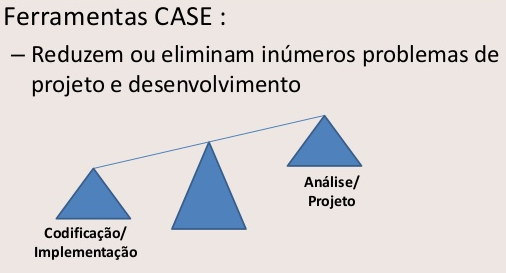 Ferramentas CASE :
– Reduzem ou eliminam inúmeros problemas de
projeto e desenvolvimento
Análise/
Projeto
Codificação/
Implementação